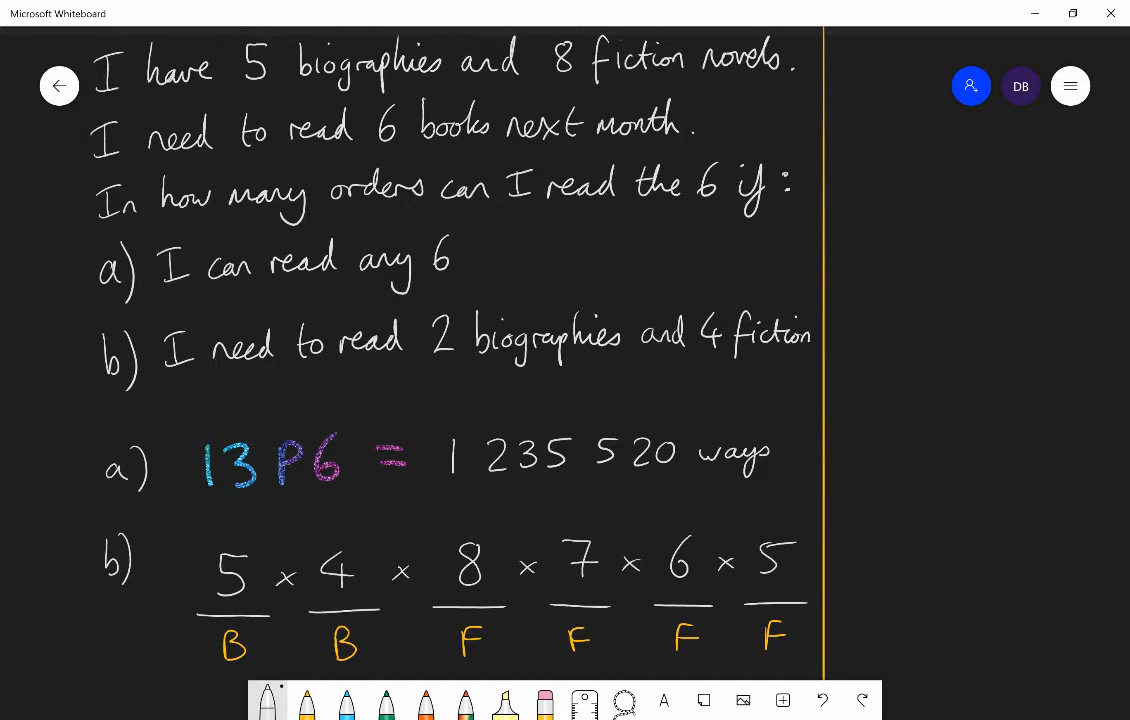 Microsoft Whiteboard
I have 5 biographies and 8 fiction novels.
DB
I need to read 6 books next month.
In how many orders can I read the 6 if :
a) I can read any 6
b) I need to read 2 biographies and 4 fiction
a) 13 P 6 = 1 235 520 ways
b) 5 × 4 × 8 × 7 × 6 × 5
B B F F F F
A